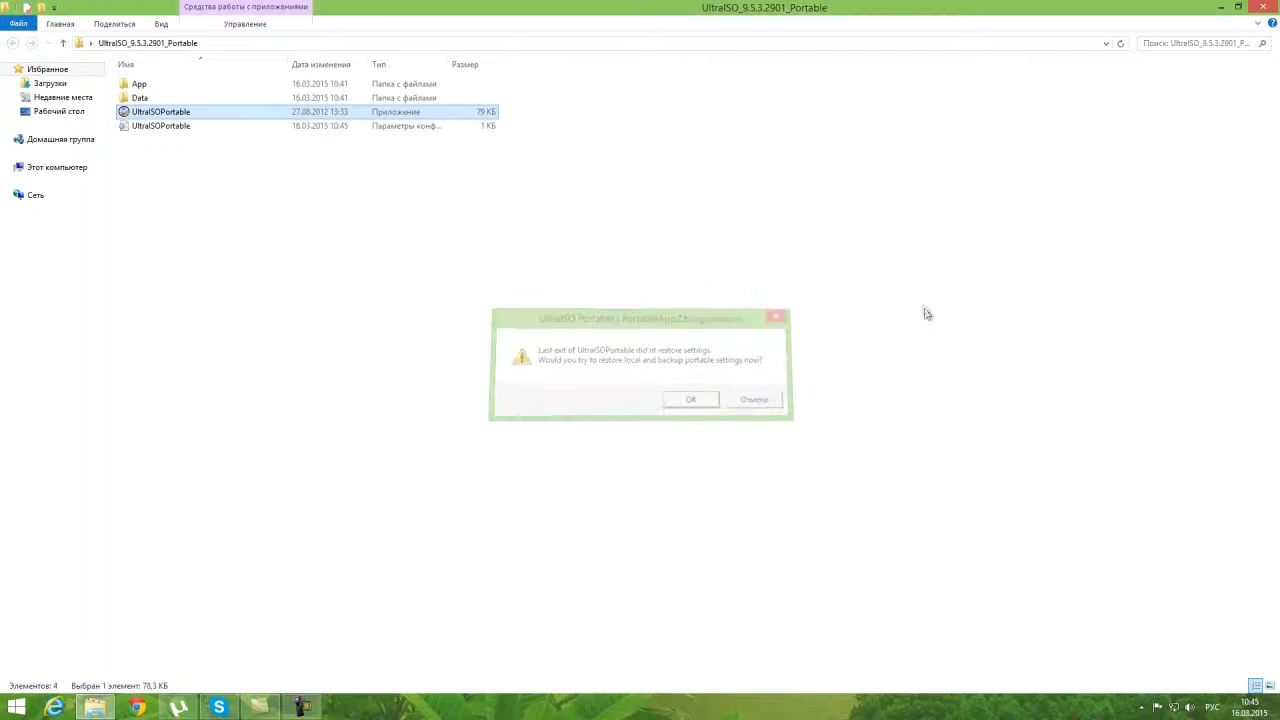 Средства работы с приложениями
UltraISO_9.5.3.2901_Portable
Файл Главная Поделиться Вид Управление
UltraISO_9.5.3.2901_Portable
Поиск: UltraISO_9.5.3.2901_P...
Избранное
Загрузки
Недавние места
Рабочий стол
Домашняя группа
Этот компьютер
Сеть
Имя Дата изменения Тип Размер
App 16.03.2015 10:41 Папка с файлами
Data 16.03.2015 10:41 Папка с файлами
UltraISOPortable 27.08.2012 13:33 Приложение 79 КБ
UltraISOPortable 16.03.2015 10:45 Параметры конф... 1 КБ
UltraISO Portable | PortableAppZ.blogspot.com
Last exit of UltraISOPortable didn't restore settings.
Would you try to restore local and backup portable settings now?
OK Отмена
Элементов: 4 Выбран 1 элемент: 78,3 КБ
РУС
10:45
16.03.2015